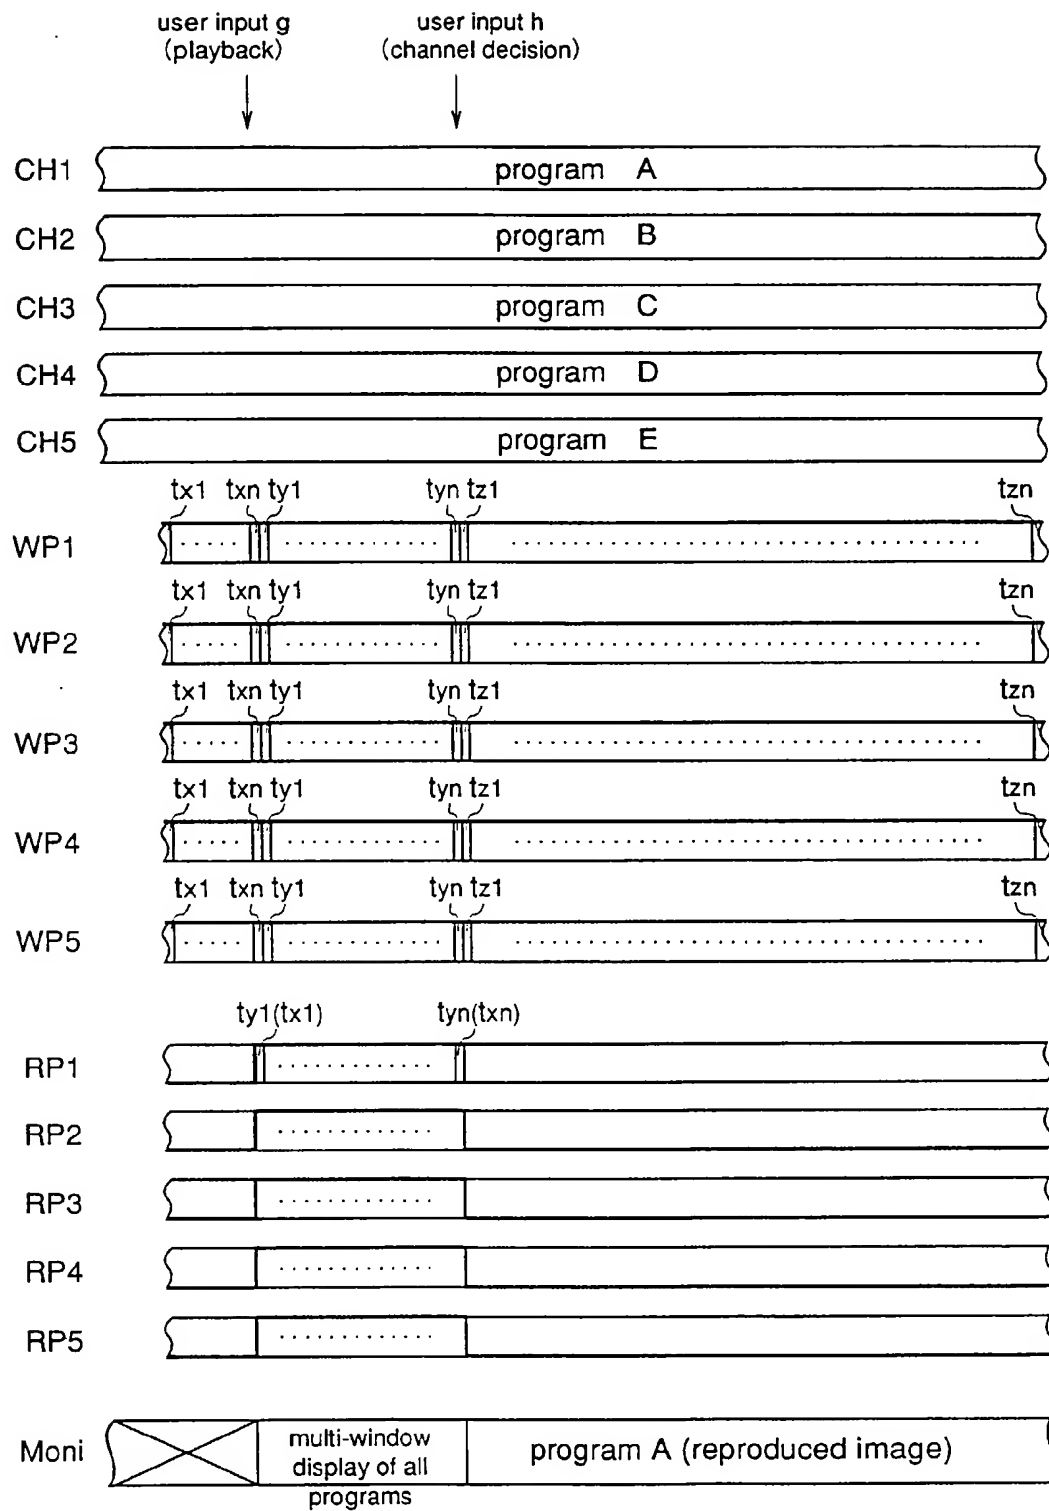 user input g
(playback)
user input h
(channel decision)
CH1 program A
CH2 program B
CH3 program C
CH4 program D
CH5 program E
tx1 txn ty1 tyn tz1 tzn
WP1
tx1 txn ty1 tyn tz1 tzn
WP2
tx1 txn ty1 tyn tz1 tzn
WP3
tx1 txn ty1 tyn tz1 tzn
WP4
tx1 txn ty1 tyn tz1 tzn
WP5
ty1(tx1) tyn(txn)
RP1
RP2
RP3
RP4
RP5
Moni
multi-window
display of all
programs
program A (reproduced image)